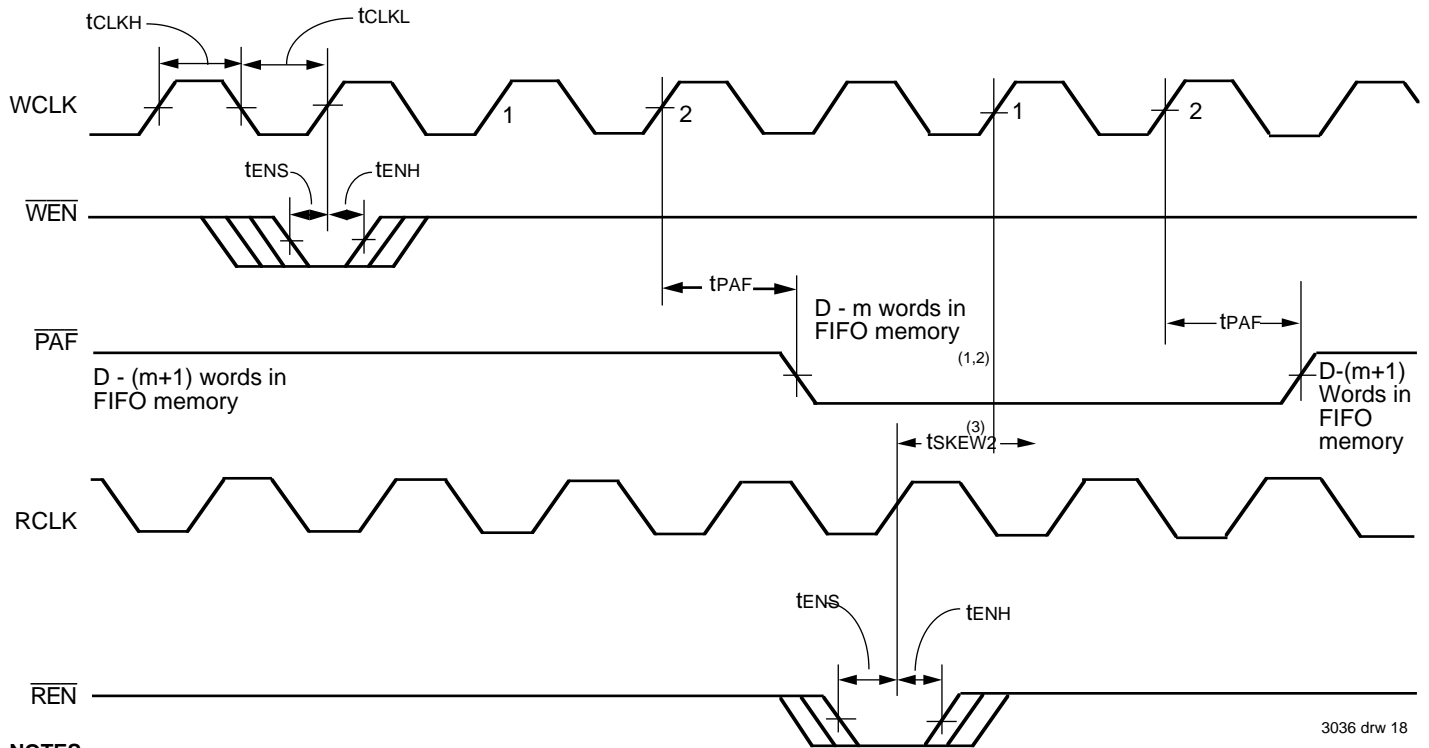 tCLKH
tCLKL
WCLK
1
2
1
2
tENS
tENH
WEN
tPAF
D - m words in
FIFO memory
(1,2)
tPAF
PAF
D - (m+1) words in
FIFO memory
D-(m+1)
Words in
FIFO
memory
(3)
tSKEW2
RCLK
tENS
tENH
REN
3036 drw 18
NOTES